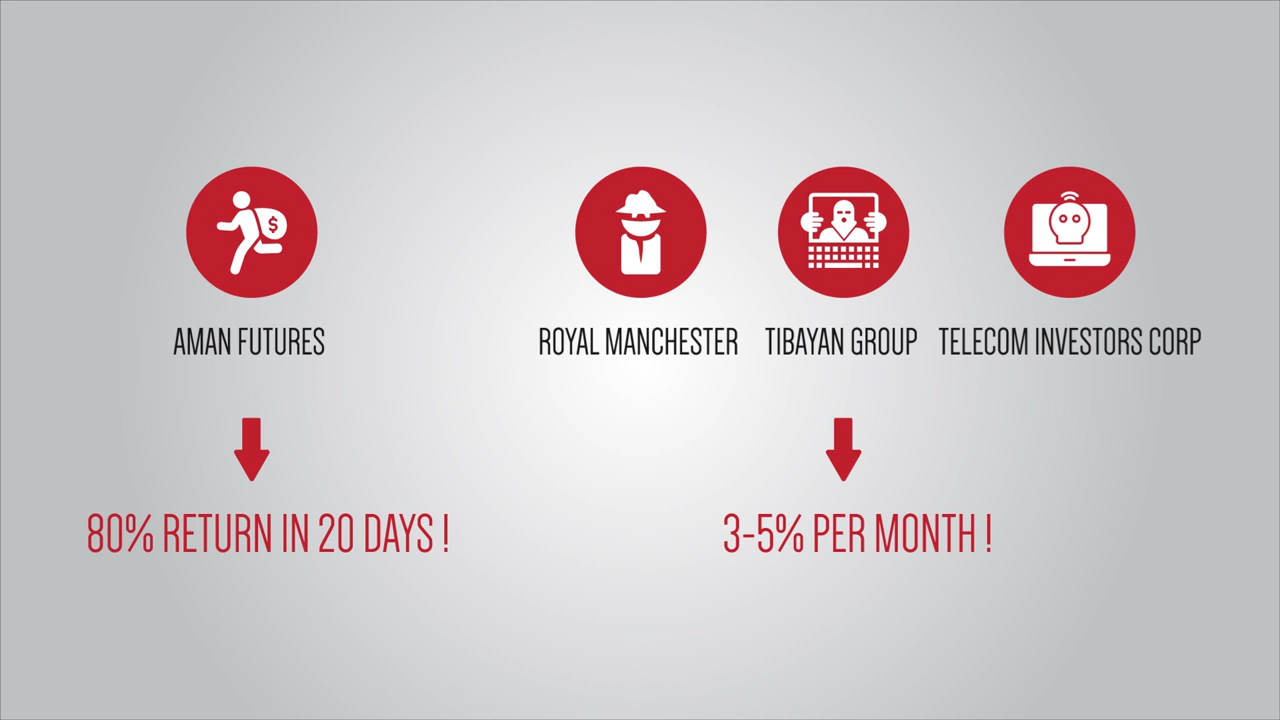 AMAN FUTURES
ROYAL MANCHESTER
TIBAYAN GROUP
TELECOM INVESTORS CORP
80% RETURN IN 20 DAYS !
3-5% PER MONTH !